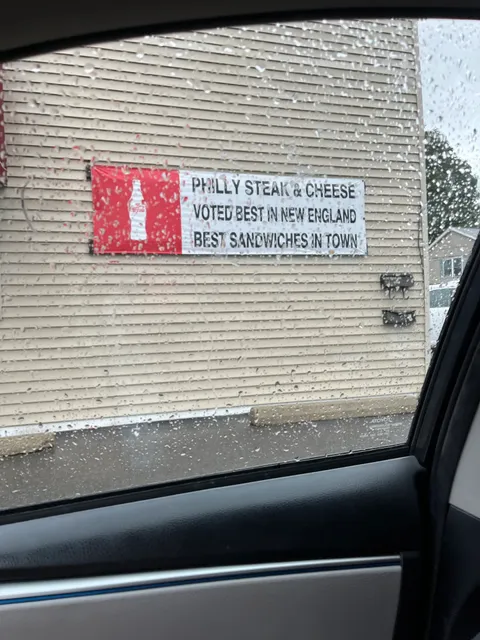 PHILLY STEAK & CHEESE
VOTED BEST IN NEW ENGLAND
BEST SANDWICHES IN TOWN